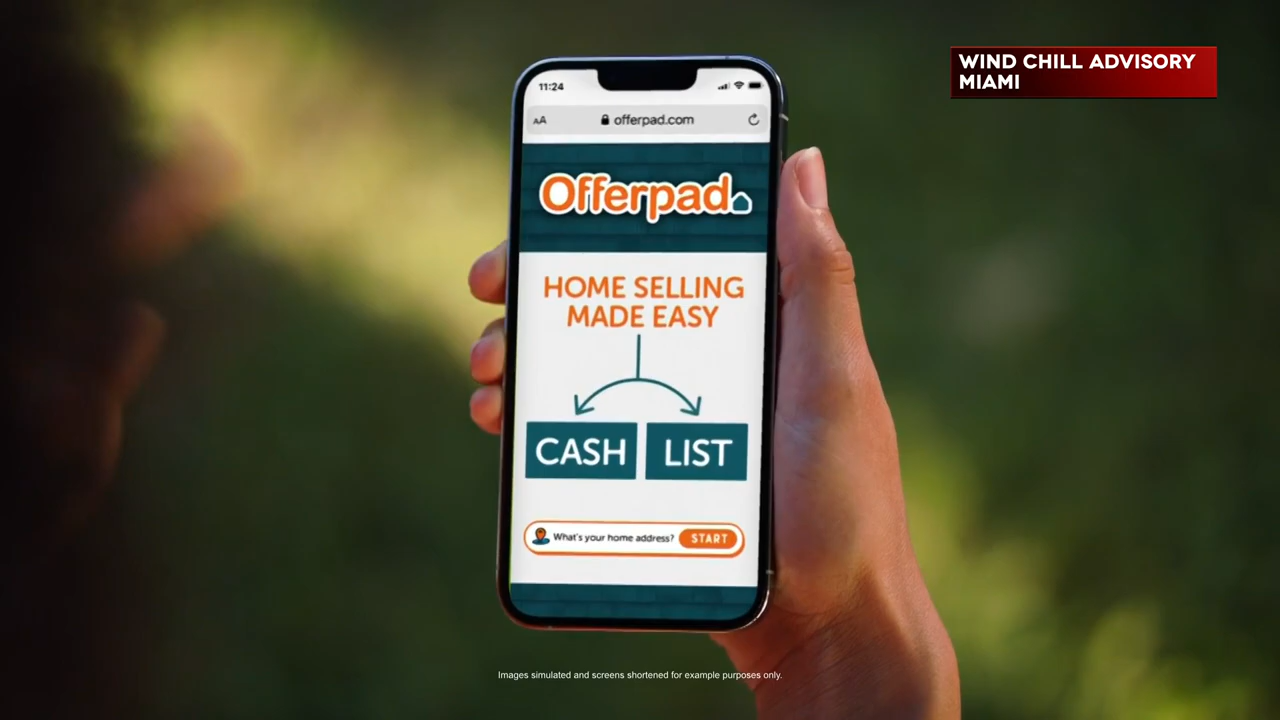 WIND CHILL ADVISORY
MIAMI
11:24
AA offerpad.com
Offerpad
HOME SELLING
MADE EASY
CASH LIST
What's your home address? START
Images simulated and screens shortened for example purposes only.